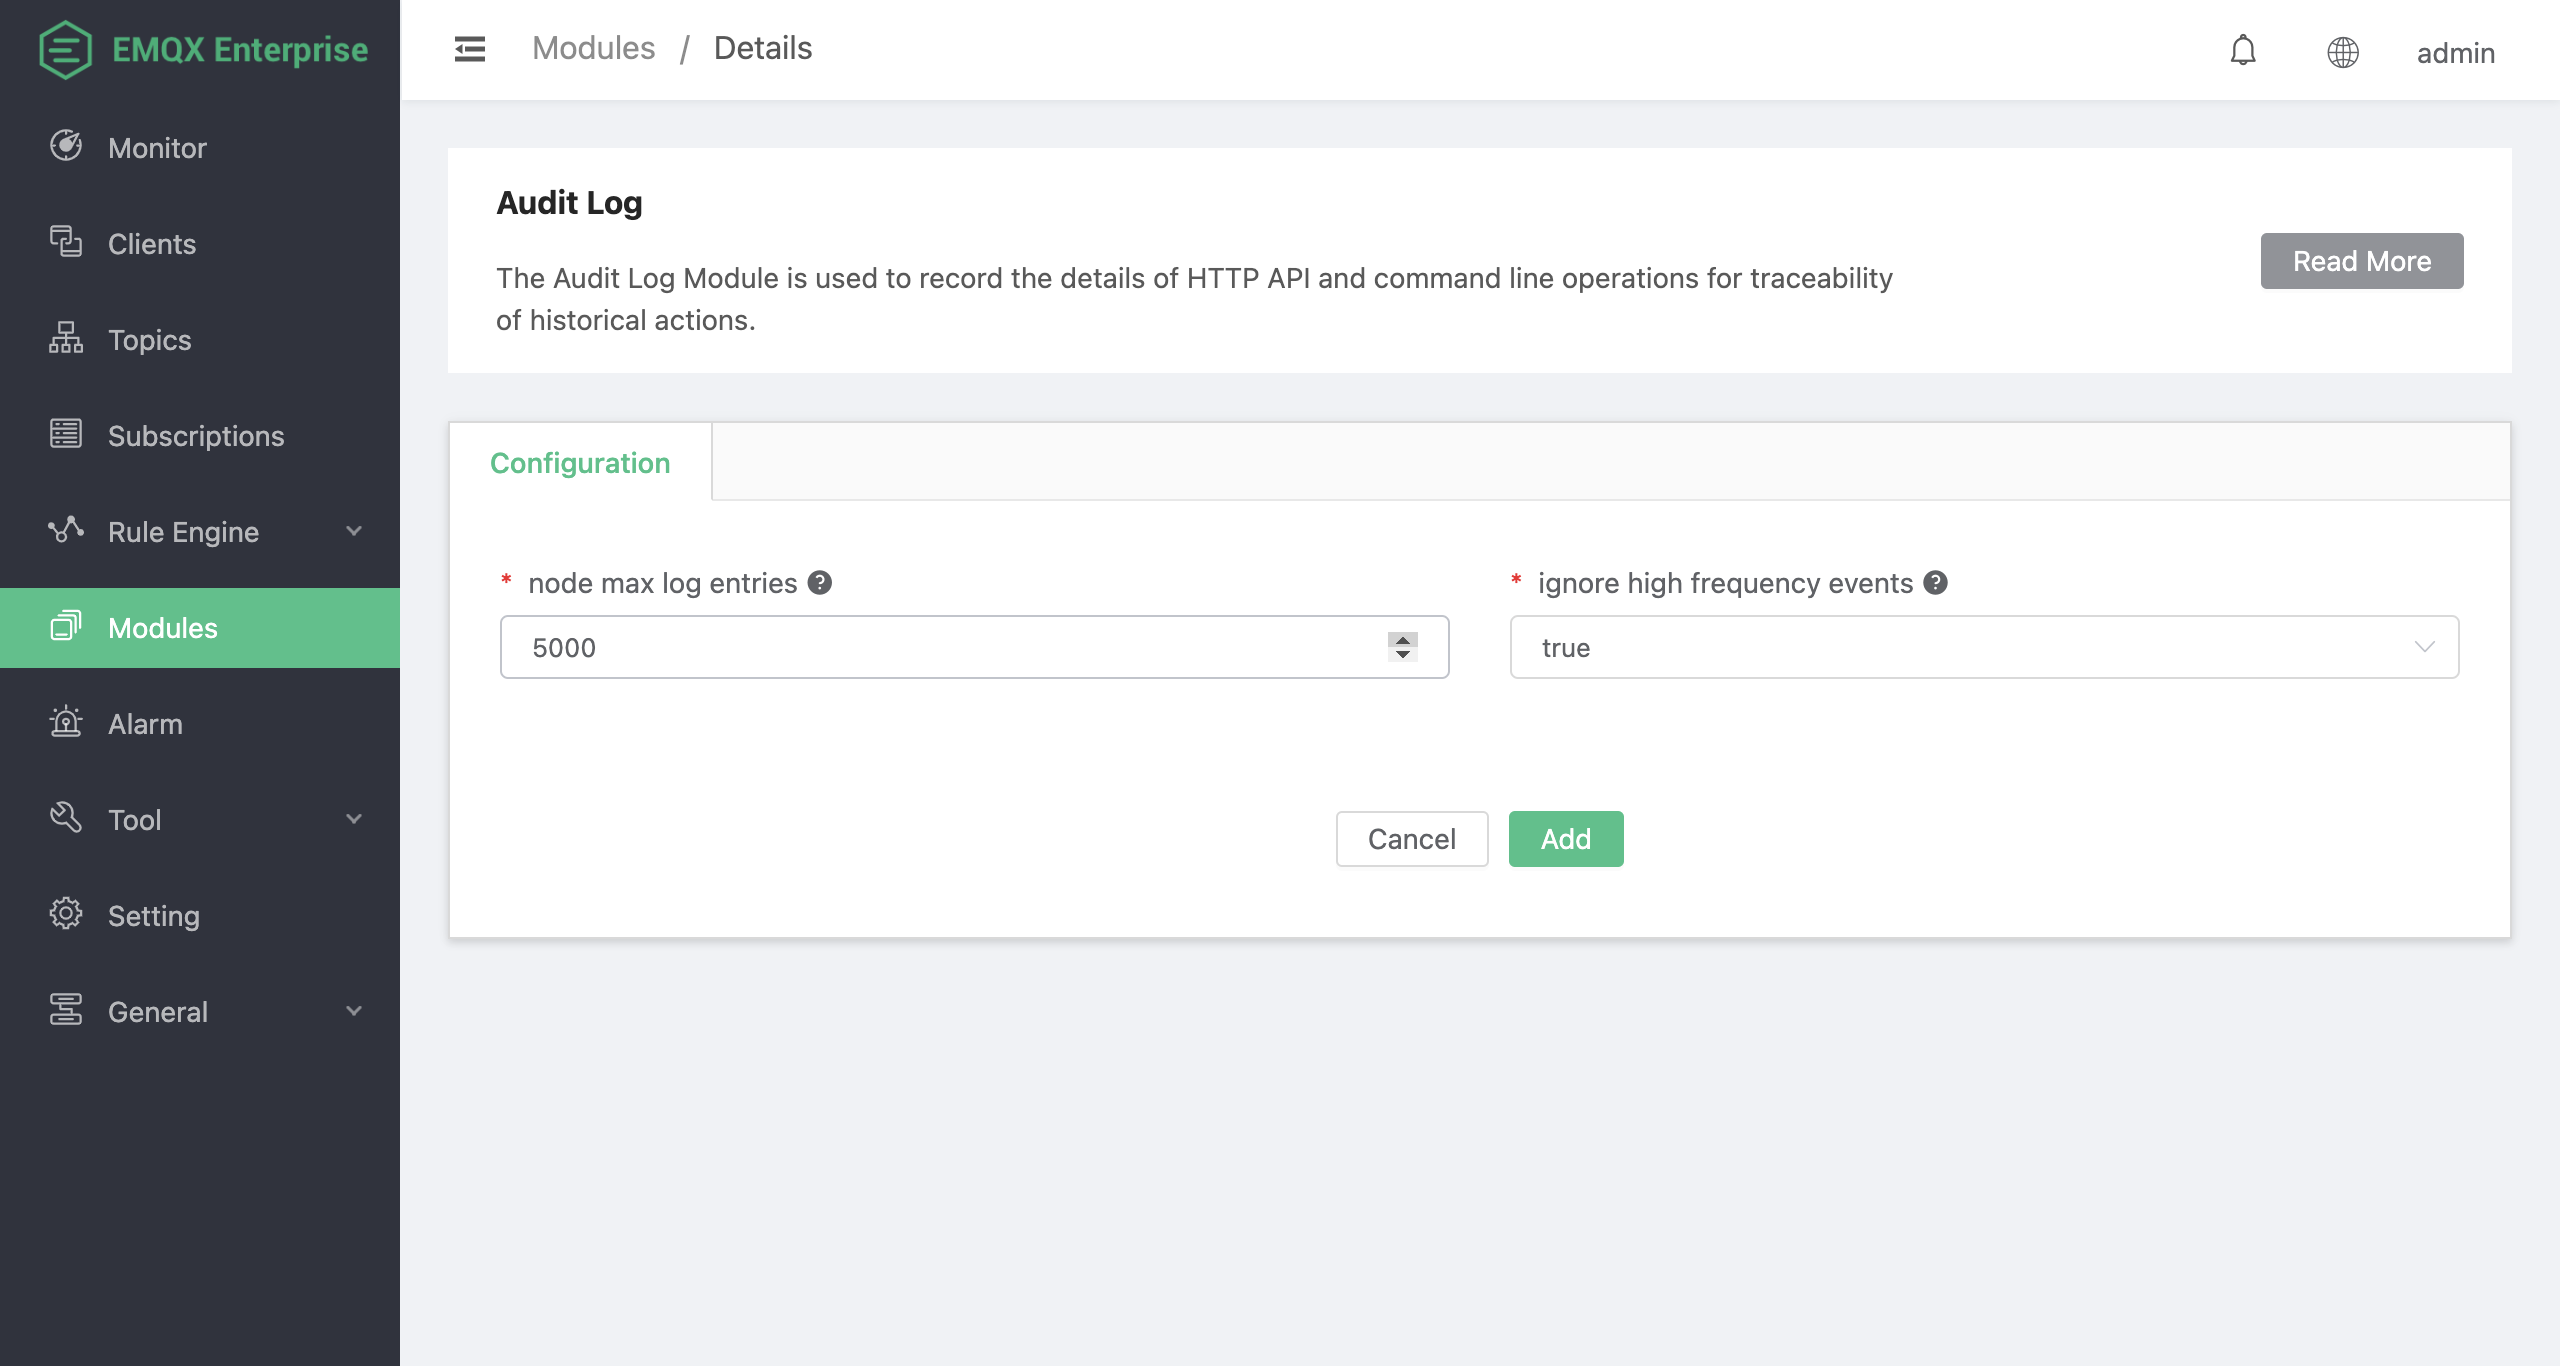 EMQX Enterprise
Modules / Details
admin
Monitor
Clients
Topics
Subscriptions
Rule Engine
Modules
Alarm
Tool
Setting
General
Audit Log
The Audit Log Module is used to record the details of HTTP API and command line operations for traceability
of historical actions.
Read More
Configuration
* node max log entries ?
5000
* ignore high frequency events ?
true
Cancel
Add